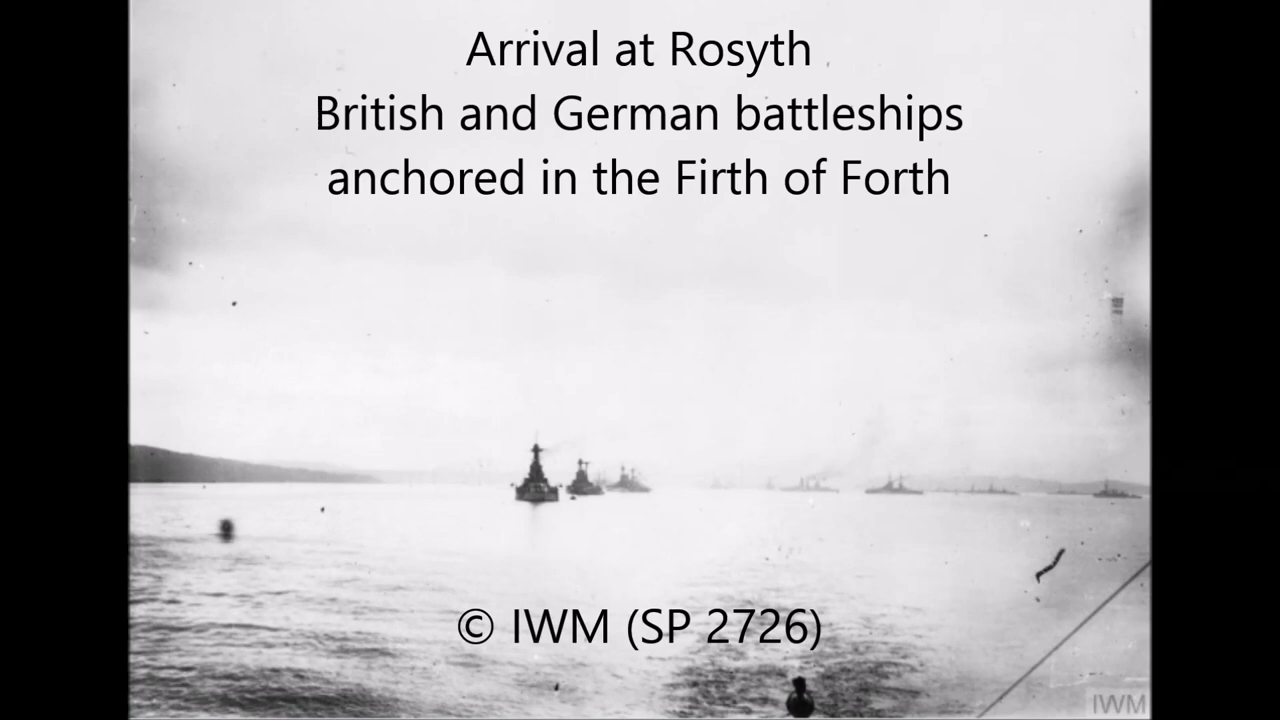 Arrival at Rosyth
British and German battleships
anchored in the Firth of Forth
© IWM (SP 2726)
IWM